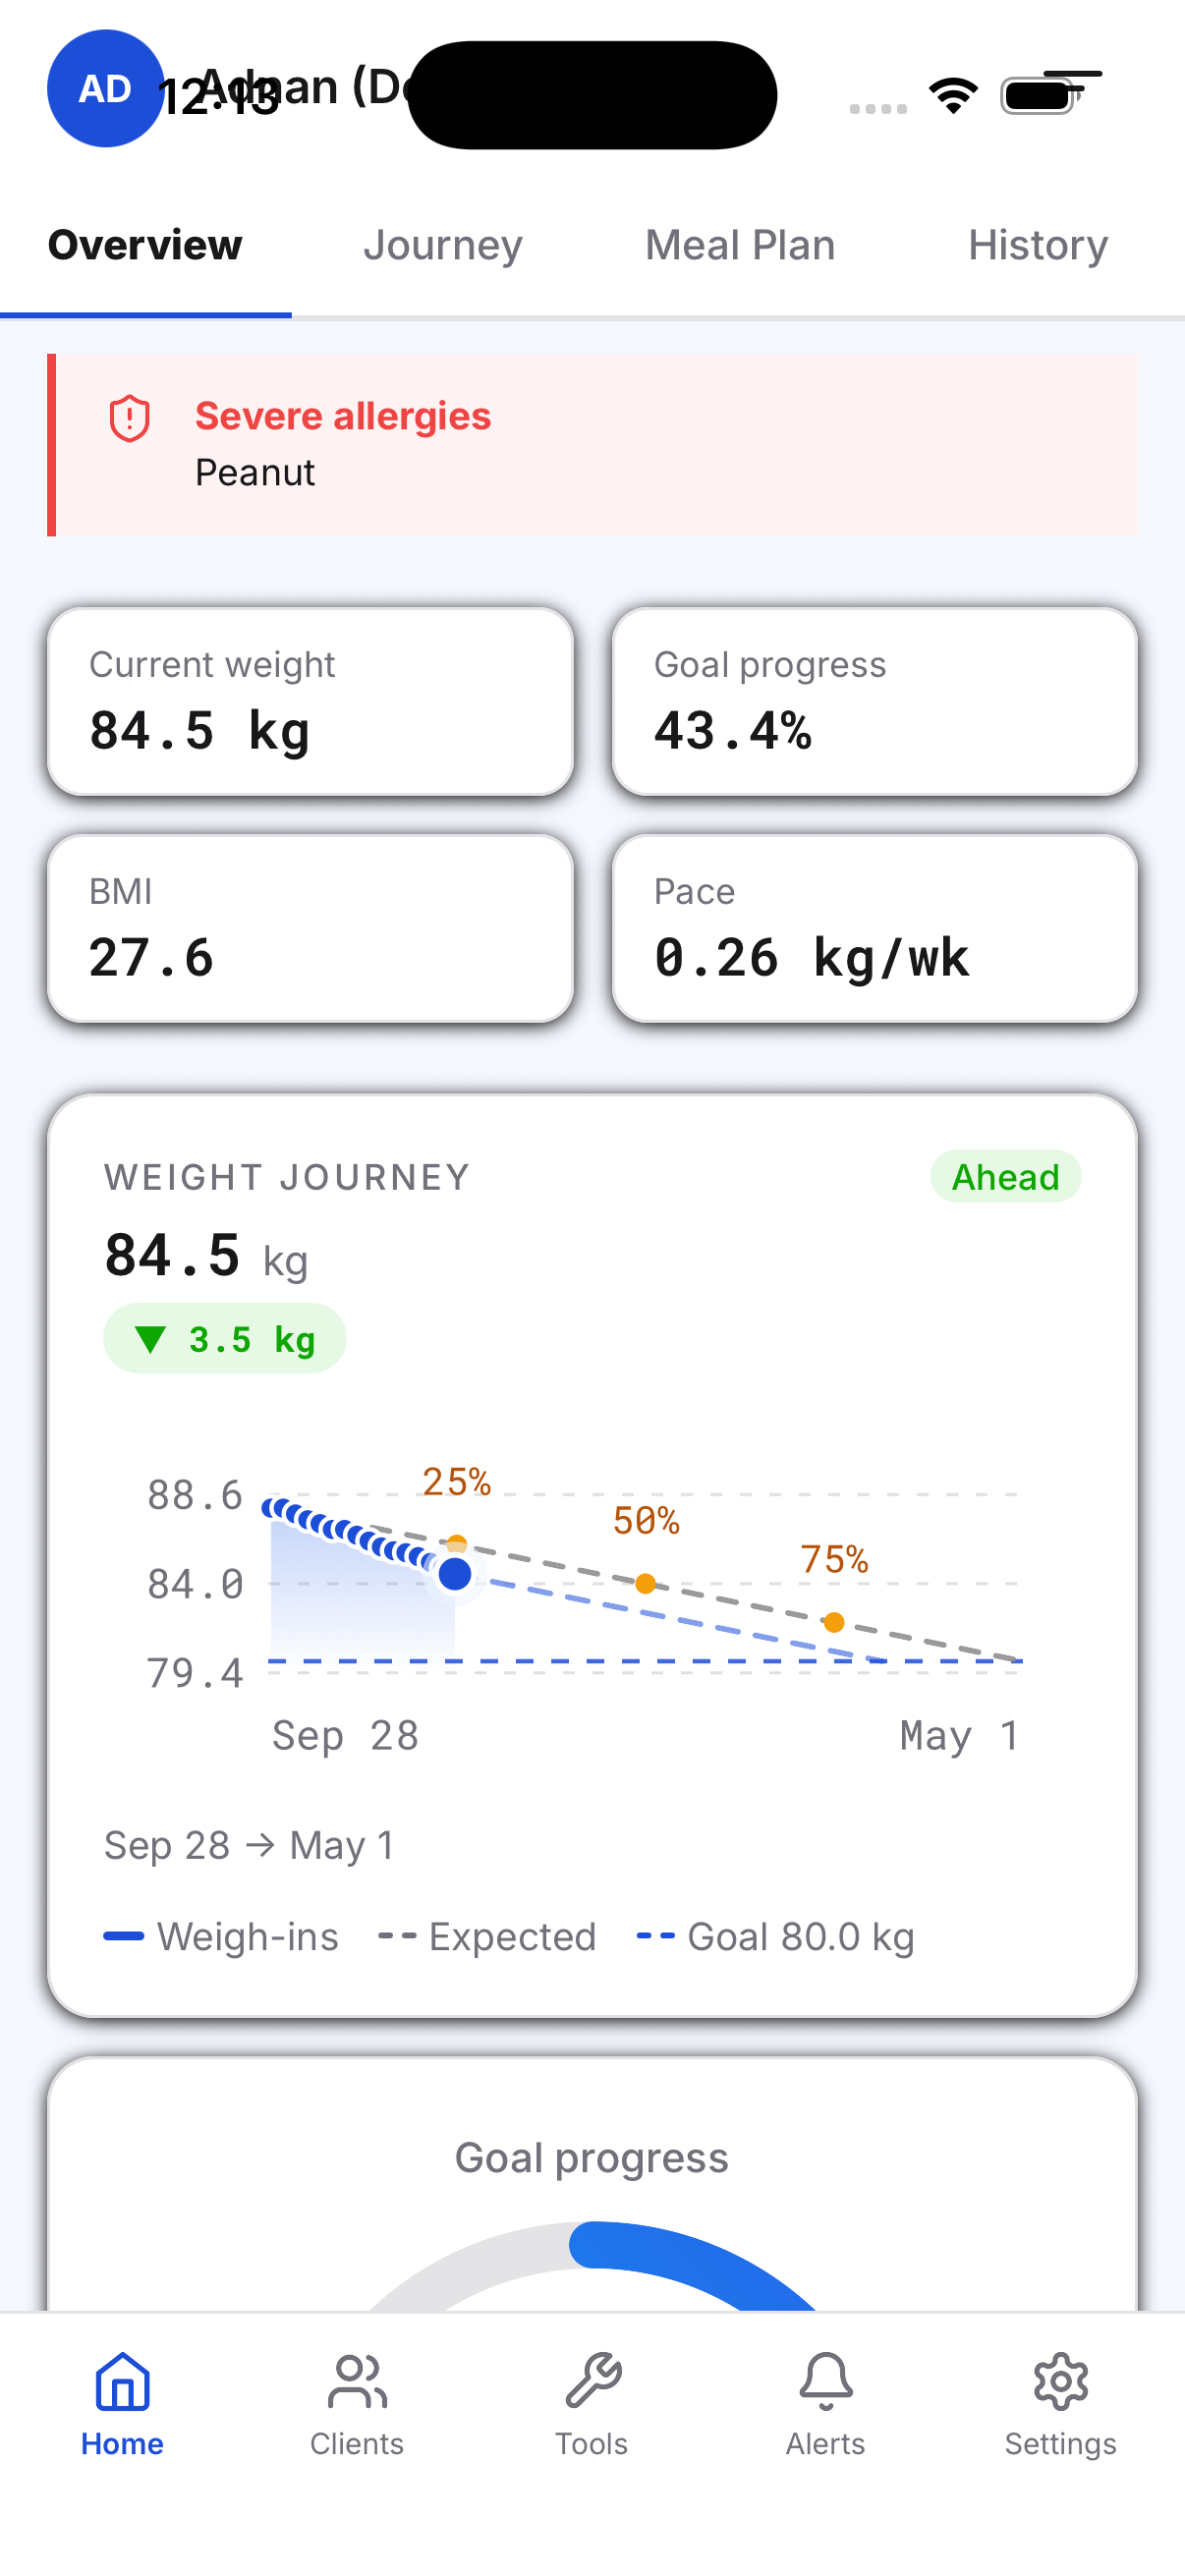 AD Adnan (De
12:13
Overview Journey Meal Plan History
Severe allergies
Peanut
Current weight Goal progress
84.5 kg 43.4%
BMI Pace
27.6 0.26 kg/wk
WEIGHT JOURNEY Ahead
84.5 kg
▼ 3.5 kg
25%
88.6
50%
75%
84.0
79.4
Sep 28 May 1
Sep 28 → May 1
Weigh-ins Expected Goal 80.0 kg
Goal progress
Home Clients Tools Alerts Settings